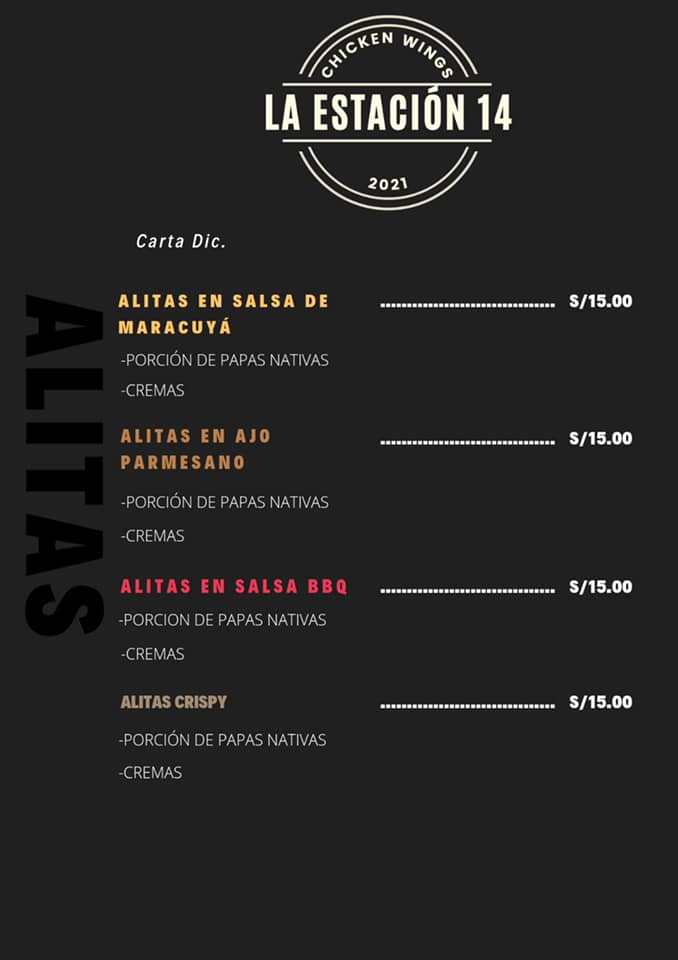 CHICKEN WINGS
LA ESTACIÓN 14
2021
Carta Dic.
ALITAS
ALITAS EN SALSA DE ................................. S/15.00
MARACUYÁ
-PORCIÓN DE PAPAS NATIVAS
-CREMAS
ALITAS EN AJO ................................. S/15.00
PARMESANO
-PORCIÓN DE PAPAS NATIVAS
-CREMAS
ALITAS EN SALSA BBQ ................................. S/15.00
-PORCION DE PAPAS NATIVAS
-CREMAS
ALITAS CRISPY ................................. S/15.00
-PORCIÓN DE PAPAS NATIVAS
-CREMAS